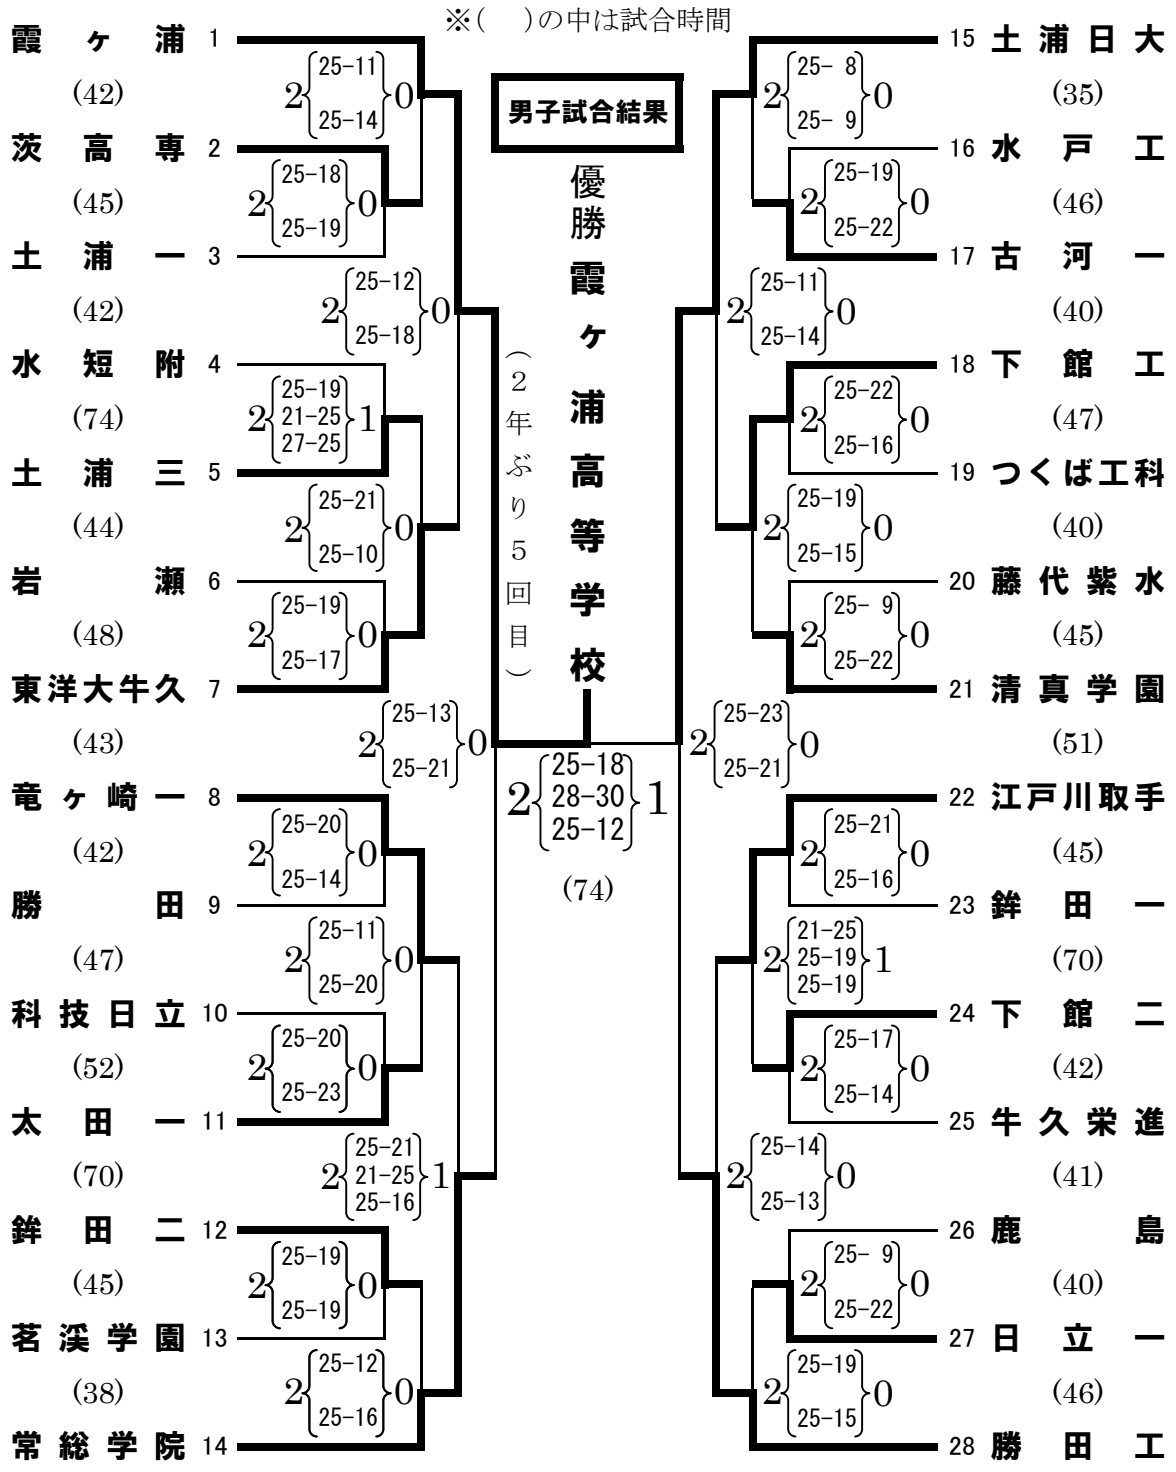 ※( )の中は試合時間
男子試合結果
優勝 霞ヶ浦高等学校
(２年ぶり５回目)
霞ヶ浦 1
2 25-11 25-14 0
(42)
茨高専 2
2 25-18 25-19 0
(45)
土浦一 3
2 25-12 25-18 0
(42)
水短附 4
2 25-19 21-25 27-25 1
(74)
土浦三 5
2 25-21 25-10 0
(44)
岩瀬 6
2 25-19 25-17 0
(48)
東洋大牛久 7
2 25-13 25-21 0
(43)
竜ヶ崎一 8
2 25-20 25-14 0
(42)
勝田 9
2 25-11 25-20 0
(47)
科技日立 10
2 25-20 25-23 0
(52)
太田一 11
2 25-21 21-25 25-16 1
(70)
鉾田二 12
2 25-19 25-19 0
(45)
茗渓学園 13
2 25-12 25-16 0
(38)
常総学院 14
2 25-18 28-30 25-12 1
(74)
15 土浦日大
2 25- 8 25- 9 0
(35)
16 水戸工
2 25-19 25-22 0
(46)
17 古河一
2 25-11 25-14 0
(40)
18 下館工
2 25-22 25-16 0
(47)
19 つくば工科
2 25-19 25-15 0
(40)
20 藤代紫水
2 25- 9 25-22 0
(45)
21 清真学園
2 25-23 25-21 0
(51)
22 江戸川取手
2 25-21 25-16 0
(45)
23 鉾田一
2 21-25 25-19 25-19 1
(70)
24 下館二
2 25-17 25-14 0
(42)
25 牛久栄進
2 25-14 25-13 0
(41)
26 鹿島
2 25- 9 25-22 0
(40)
27 日立一
2 25-19 25-15 0
(46)
28 勝田工